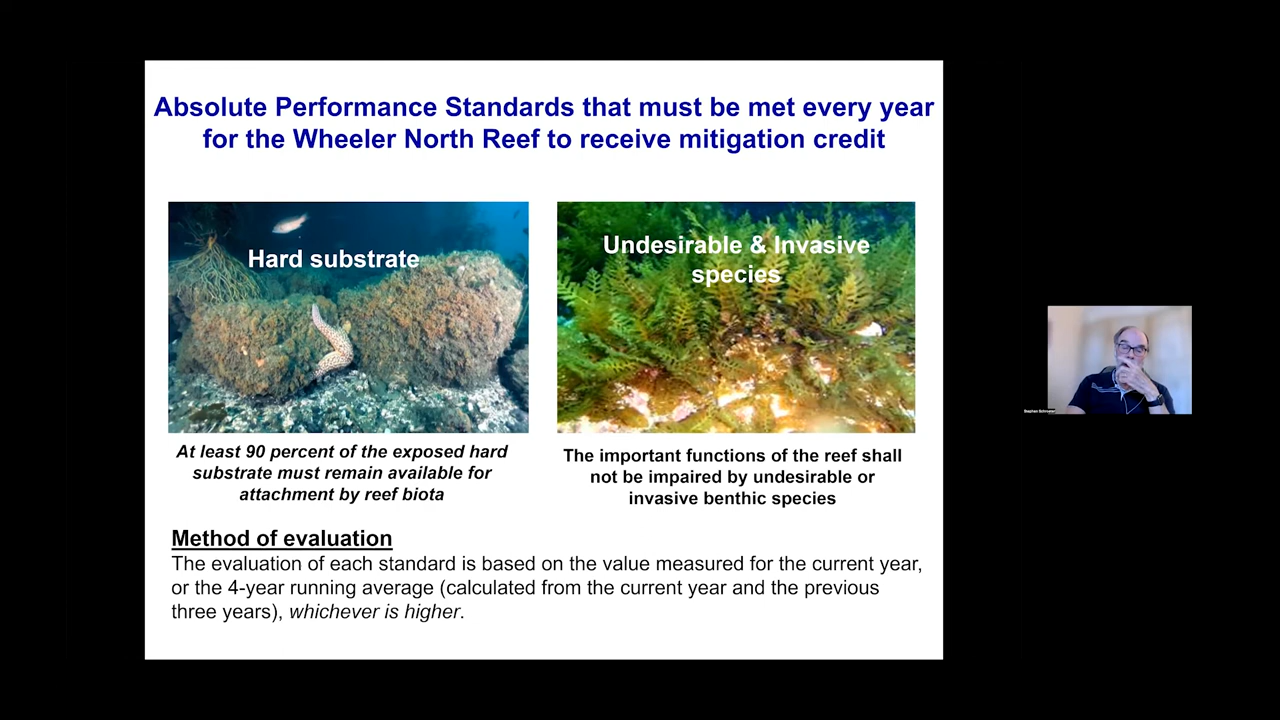 Absolute Performance Standards that must be met every year
for the Wheeler North Reef to receive mitigation credit
Hard substrate
At least 90 percent of the exposed hard
substrate must remain available for
attachment by reef biota
Undesirable & Invasive
species
The important functions of the reef shall
not be impaired by undesirable or
invasive benthic species
Method of evaluation
The evaluation of each standard is based on the value measured for the current year,
or the 4-year running average (calculated from the current year and the previous
three years), whichever is higher.
Stephen Schroeter